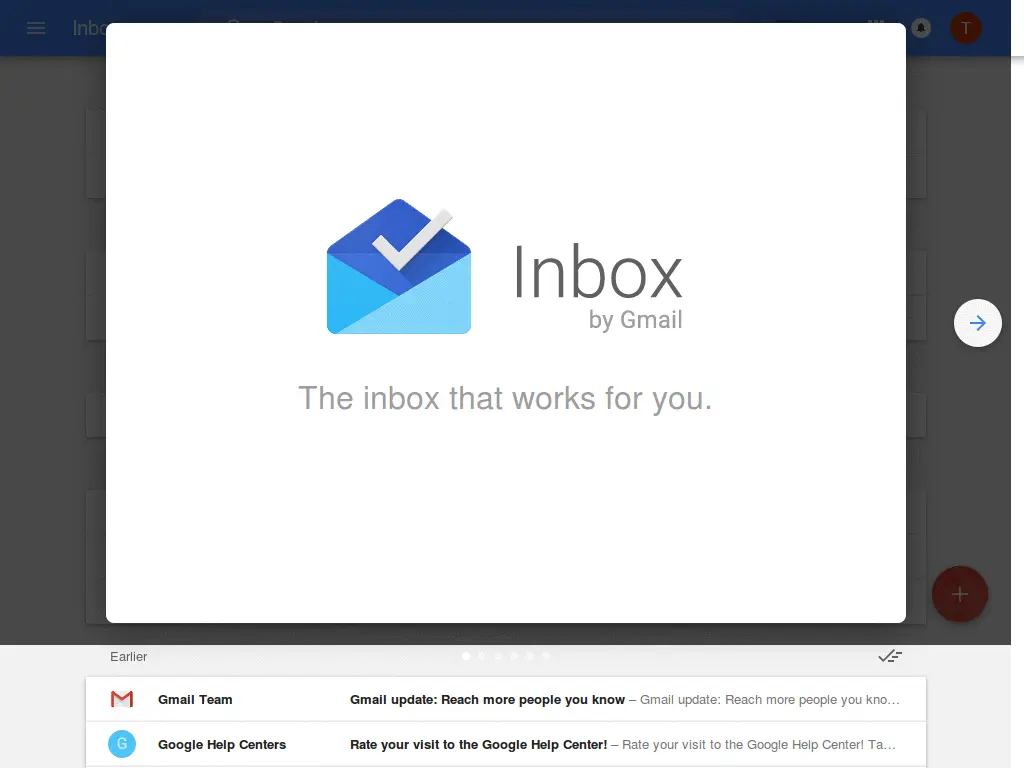 Inbo
T
Inbox
by Gmail
The inbox that works for you.
Earlier
Gmail Team Gmail update: Reach more people you know – Gmail update: Reach more people you kno…
G Google Help Centers Rate your visit to the Google Help Center! – Rate your visit to the Google Help Center! Ta…